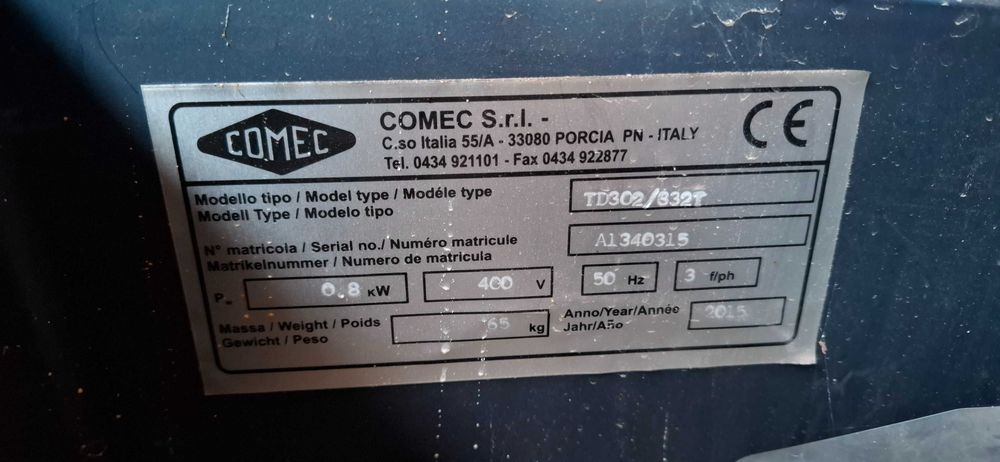 COMEC
COMEC S.r.l. -
C.so Italia 55/A - 33080 PORCIA PN - ITALY
Tel. 0434 921101 - Fax 0434 922877
CE
Modello tipo / Model type / Modéle type
Modell Type / Modelo tipo
TD302/332T
N° matricola / Serial no./ Numéro matricule
Matrikelnummer / Numero de matricula
A1340315
P= 0.8 KW 400 V 50 Hz 3 f/ph
Massa / Weight / Poids
Gewicht / Peso
65 kg
Anno/Year/Année
Jahr/Año
2015